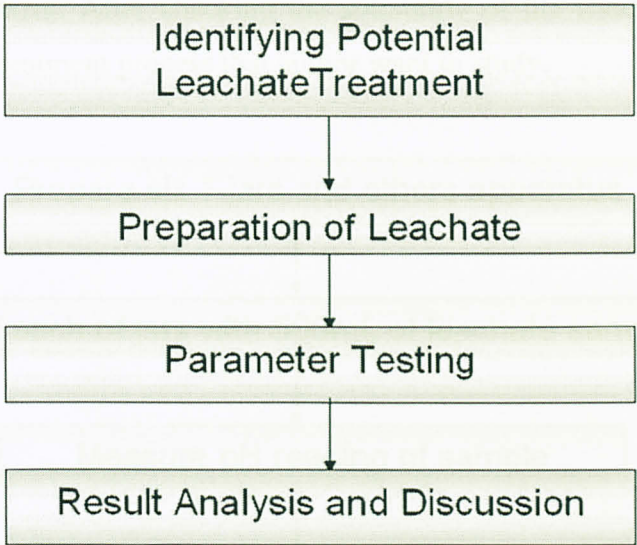 Identifying Potential
LeachateTreatment
Preparation of Leachate
Parameter Testing
Result Analysis and Discussion